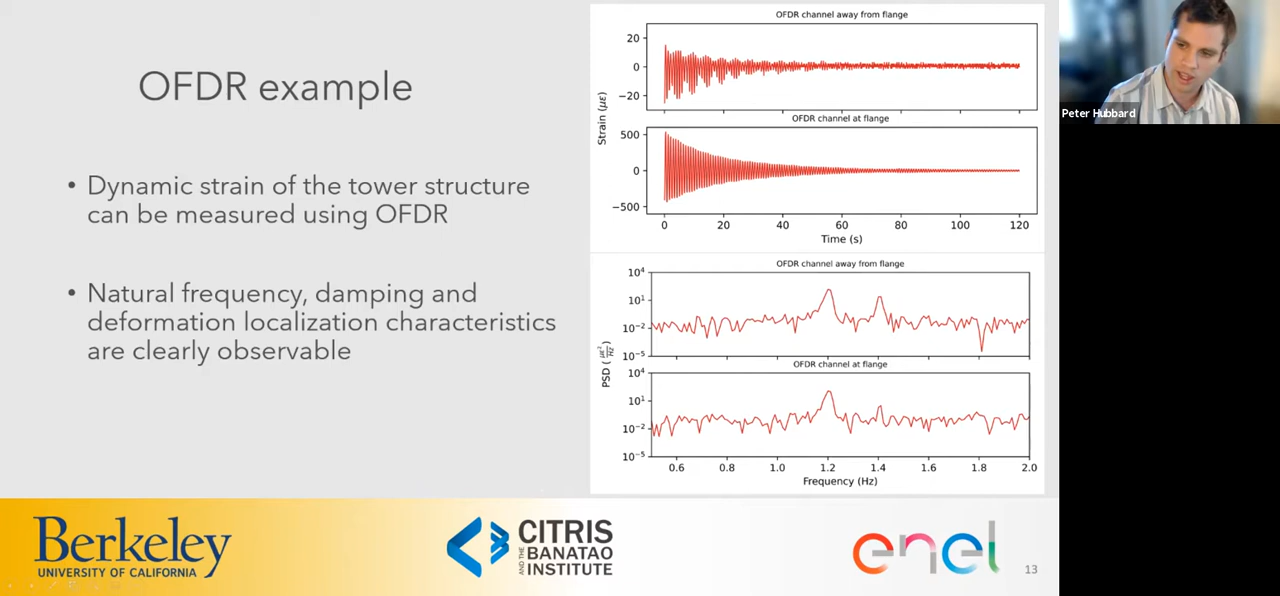 OFDR example
• Dynamic strain of the tower structure
can be measured using OFDR
• Natural frequency, damping and
deformation localization characteristics
are clearly observable
OFDR channel away from flange
20
0
−20
OFDR channel at flange
500
0
−500
Strain (με)
0 20 40 60 80 100 120
Time (s)
OFDR channel away from flange
10⁴
10¹
10⁻²
10⁻⁵
OFDR channel at flange
10⁴
10¹
10⁻²
10⁻⁵
PSD (με²/HZ)
0.6 0.8 1.0 1.2 1.4 1.6 1.8 2.0
Frequency (Hz)
Peter Hubbard
Berkeley
UNIVERSITY OF CALIFORNIA
CITRIS
AND THE
BANATAO
INSTITUTE
enel
13